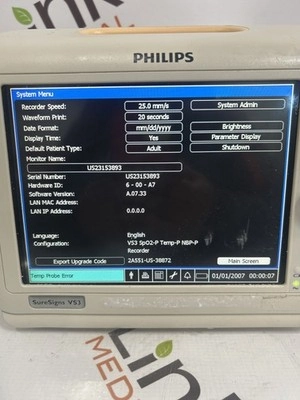 PHILIPS
System Menu
Recorder Speed: 25.0 mm/s System Admin
Waveform Print: 20 seconds
Date Format: mm/dd/yyyy Brightness
Display Time: Yes Parameter Display
Default Patient Type: Adult Shutdown
Monitor Name:
US23153893
Serial Number: US23153893
Hardware ID: 6 - 00 - A7
Software Version: A.07.33
LAN MAC Address:
LAN IP Address: 0.0.0.0
Language: English
Configuration: VS3 SpO2-P Temp-P NBP-P
Recorder
Export Upgrade Code 2AS51-US-38872 Main Screen
Temp Probe Error 01/01/2007 00:00:07
SureSigns VS3